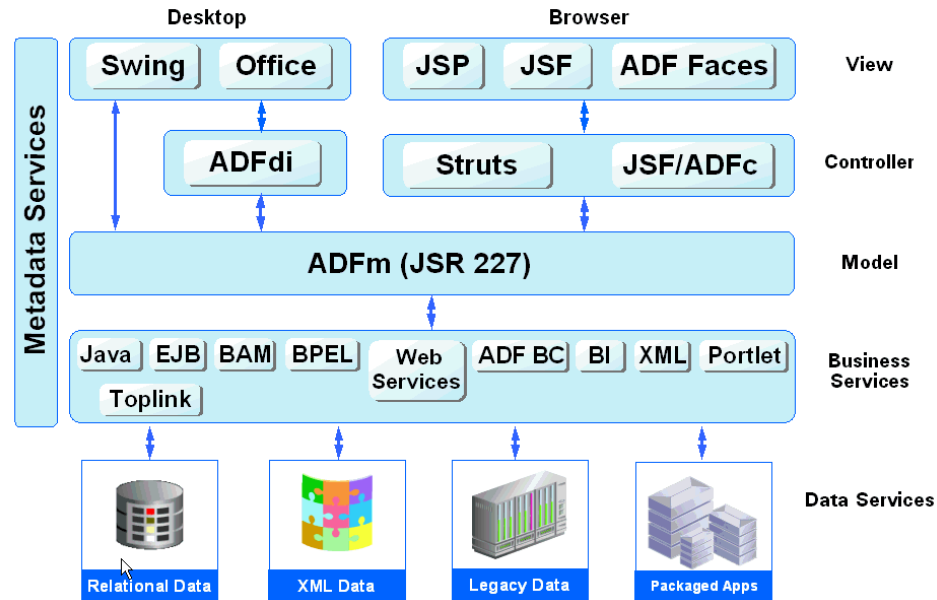 Desktop
Browser
Metadata Services
Swing
Office
JSP
JSF
ADF Faces
View
ADFdi
Struts
JSF/ADFc
Controller
ADFm (JSR 227)
Model
Java
EJB
BAM
BPEL
Web
Services
ADF BC
BI
XML
Portlet
Toplink
Business
Services
Data Services
Relational Data
XML Data
Legacy Data
Packaged Apps